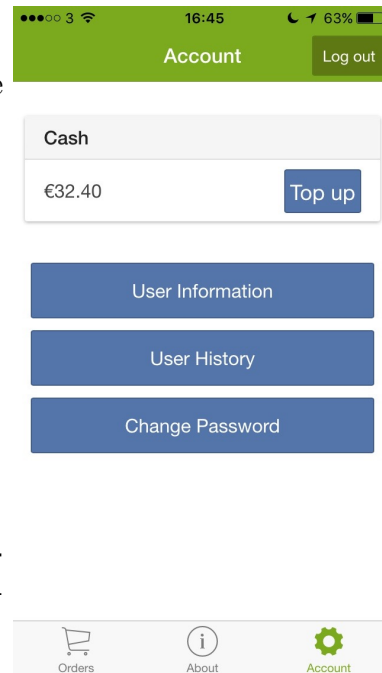 3 16:45 63%
Account Log out
e
Cash
€32.40 Top up
User Information
User History
Change Password
Orders About Account